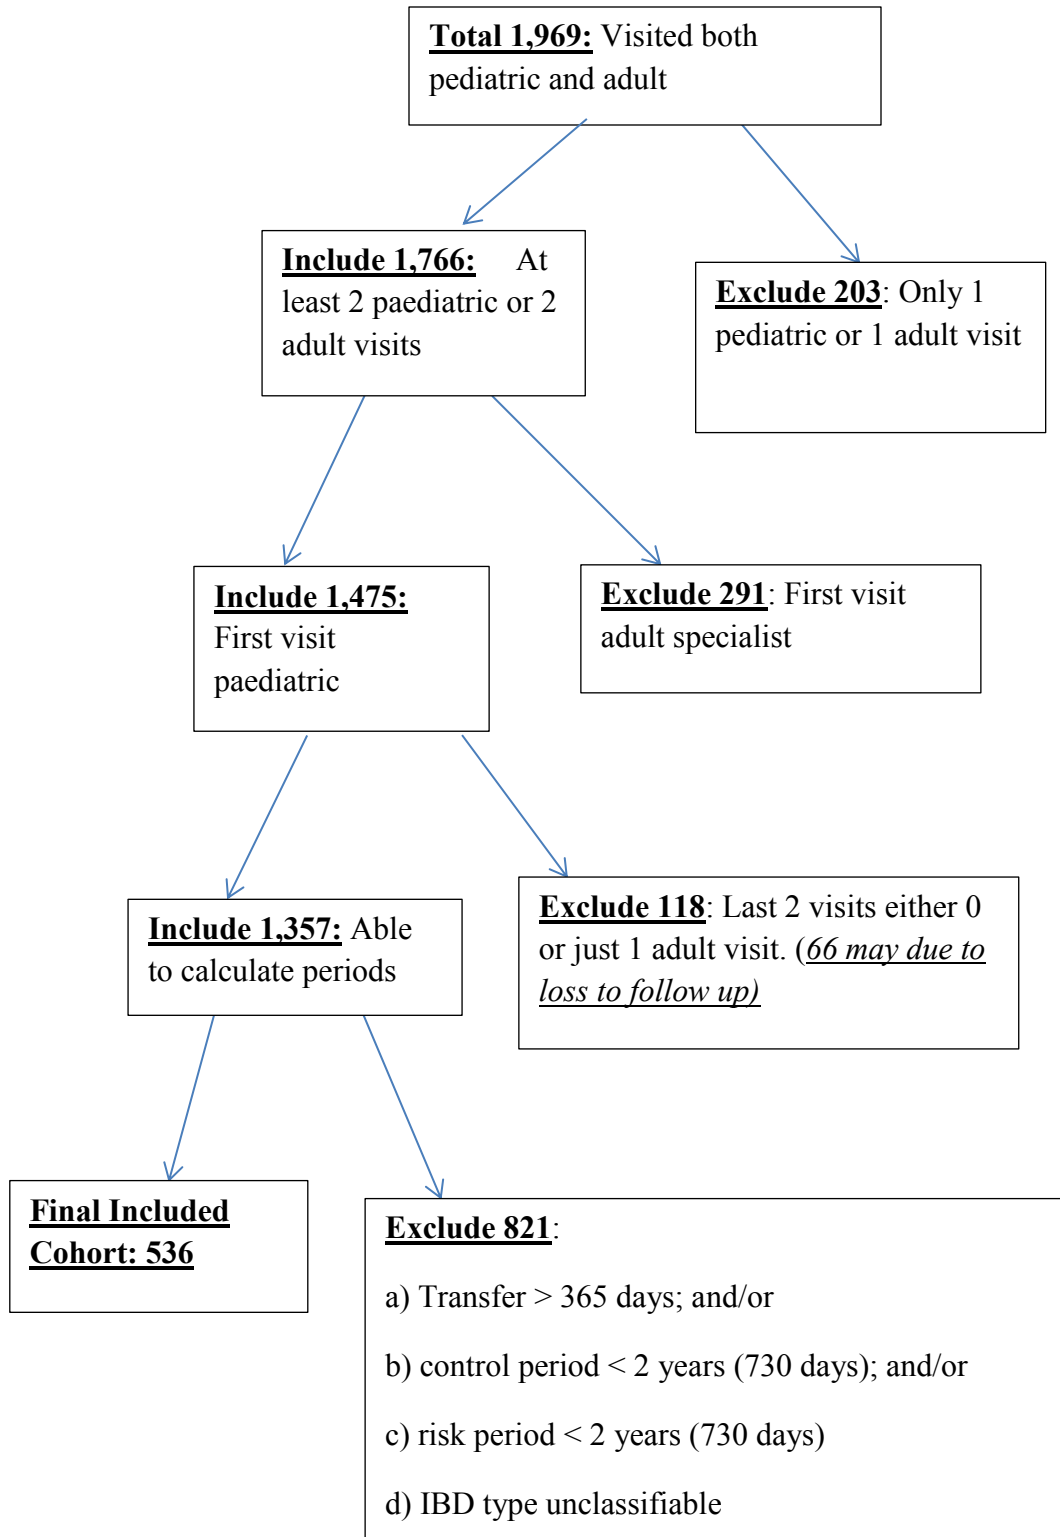 Total 1,969: Visited both
pediatric and adult
Include 1,766: At
least 2 paediatric or 2
adult visits
Exclude 203: Only 1
pediatric or 1 adult visit
Include 1,475:
First visit
paediatric
Exclude 291: First visit
adult specialist
Include 1,357: Able
to calculate periods
Exclude 118: Last 2 visits either 0
or just 1 adult visit. (66 may due to
loss to follow up)
Final Included
Cohort: 536
Exclude 821:
a) Transfer > 365 days; and/or
b) control period < 2 years (730 days); and/or
c) risk period < 2 years (730 days)
d) IBD type unclassifiable